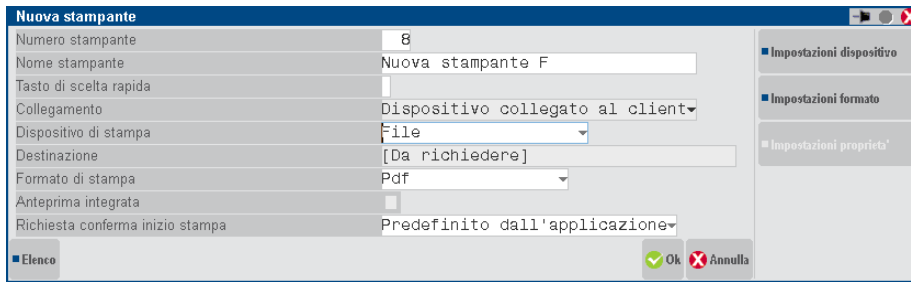 Nuova stampante
Numero stampante 8
Nome stampante Nuova stampante F
Tasto di scelta rapida
Collegamento Dispositivo collegato al client
Dispositivo di stampa File
Destinazione [Da richiedere]
Formato di stampa Pdf
Anteprima integrata
Richiesta conferma inizio stampa Predefinito dall'applicazione
Impostazioni dispositivo
Impostazioni formato
Impostazioni proprieta'
Elenco Ok Annulla